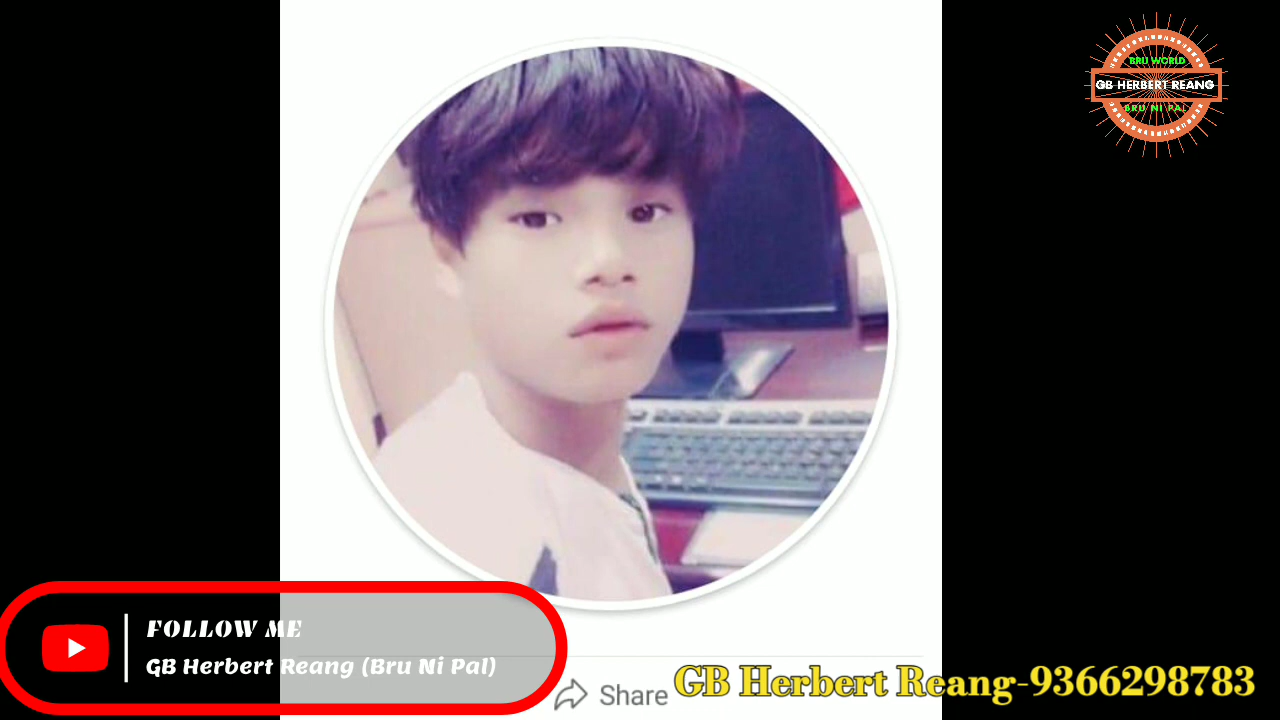 BRU WORLD
GB HERBERT REANG
BRU NI PAL
FOLLOW ME
GB Herbert Reang (Bru Ni Pal)
Share
GB Herbert Reang-9366298783